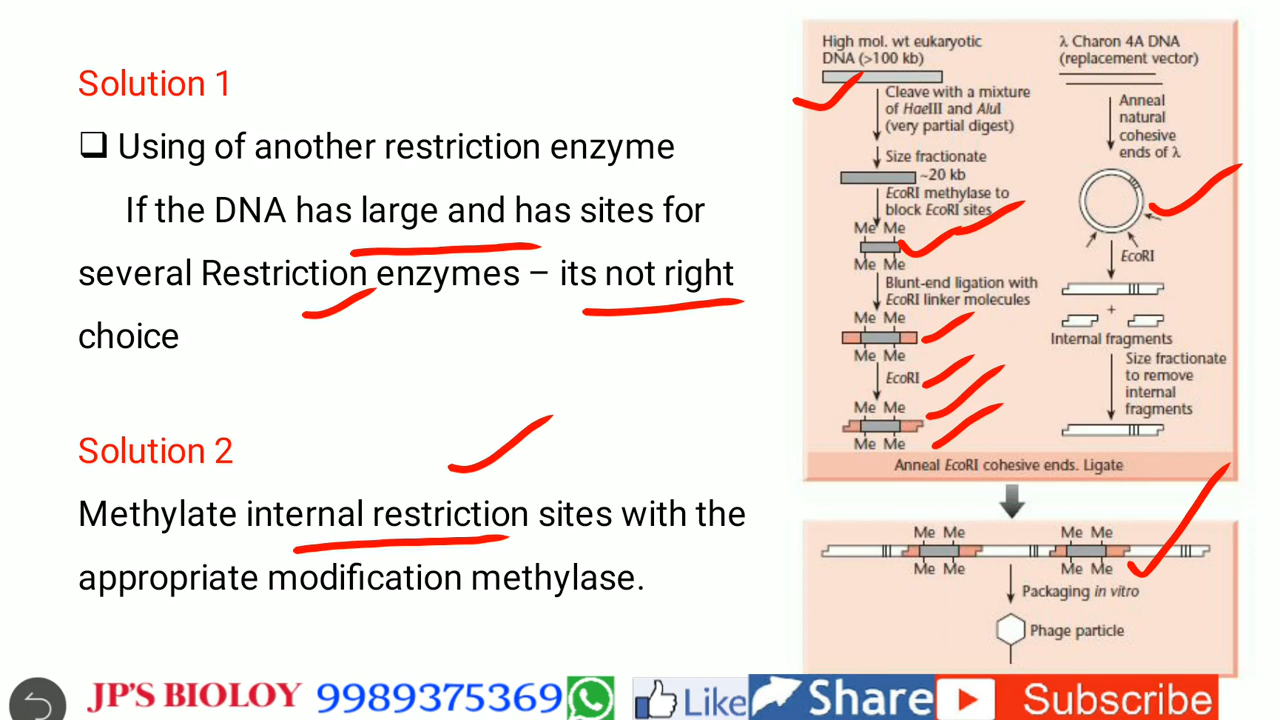 Solution 1
❑ Using of another restriction enzyme
If the DNA has large and has sites for
several Restriction enzymes – its not right
choice
Solution 2
Methylate internal restriction sites with the
appropriate modification methylase.
High mol. wt eukaryotic
DNA (>100 kb)
Cleave with a mixture
of HaeIII and AluI
(very partial digest)
Size fractionate
~20 kb
EcoRI methylase to
block EcoRI sites
Me Me
Me Me
Blunt-end ligation with
EcoRI linker molecules
Me Me
Me Me
EcoRI
Me Me
Me Me
λ Charon 4A DNA
(replacement vector)
Anneal
natural
cohesive
ends of λ
EcoRI
+
Internal fragments
Size fractionate
to remove
internal
fragments
Anneal EcoRI cohesive ends. Ligate
Me Me Me Me
Me Me Me Me
Packaging in vitro
Phage particle
JP'S BIOLOY 9989375369 Like Share Subscribe